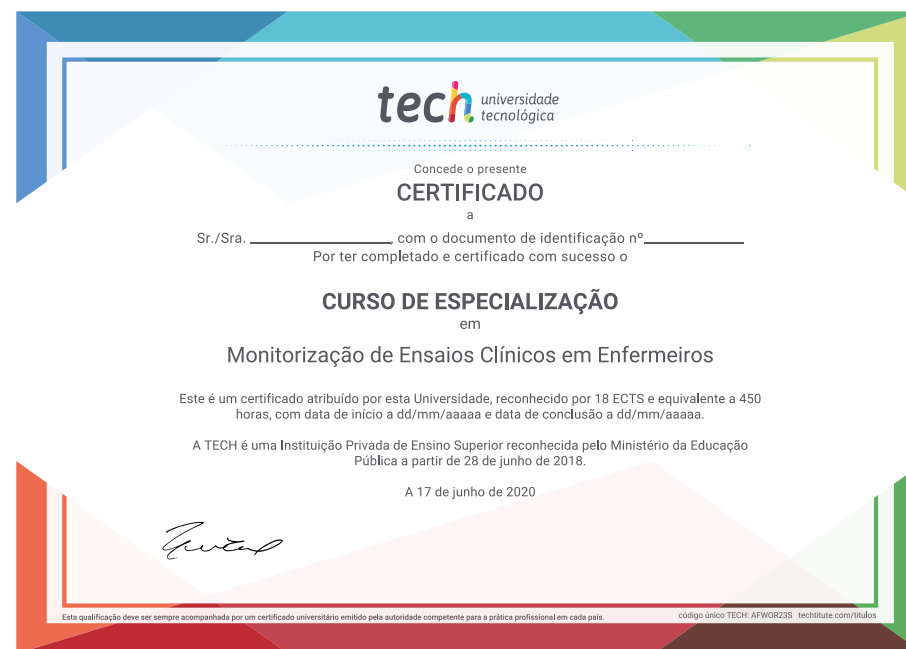 tech universidade
tecnológica
Concede o presente
CERTIFICADO
a
Sr./Sra. ____________________, com o documento de identificação nº______________
Por ter completado e certificado com sucesso o
CURSO DE ESPECIALIZAÇÃO
em
Monitorização de Ensaios Clínicos em Enfermeiros
Este é um certificado atribuído por esta Universidade, reconhecido por 18 ECTS e equivalente a 450
horas, com data de início a dd/mm/aaaaa e data de conclusão a dd/mm/aaaaa.
A TECH é uma Instituição Privada de Ensino Superior reconhecida pelo Ministério da Educação
Pública a partir de 28 de junho de 2018.
A 17 de junho de 2020
Esta qualificação deve ser sempre acompanhada por um certificado universitário emitido pela autoridade competente para a prática profissional em cada país.
código único TECH: AFWOR23S techtitute.com/titulos